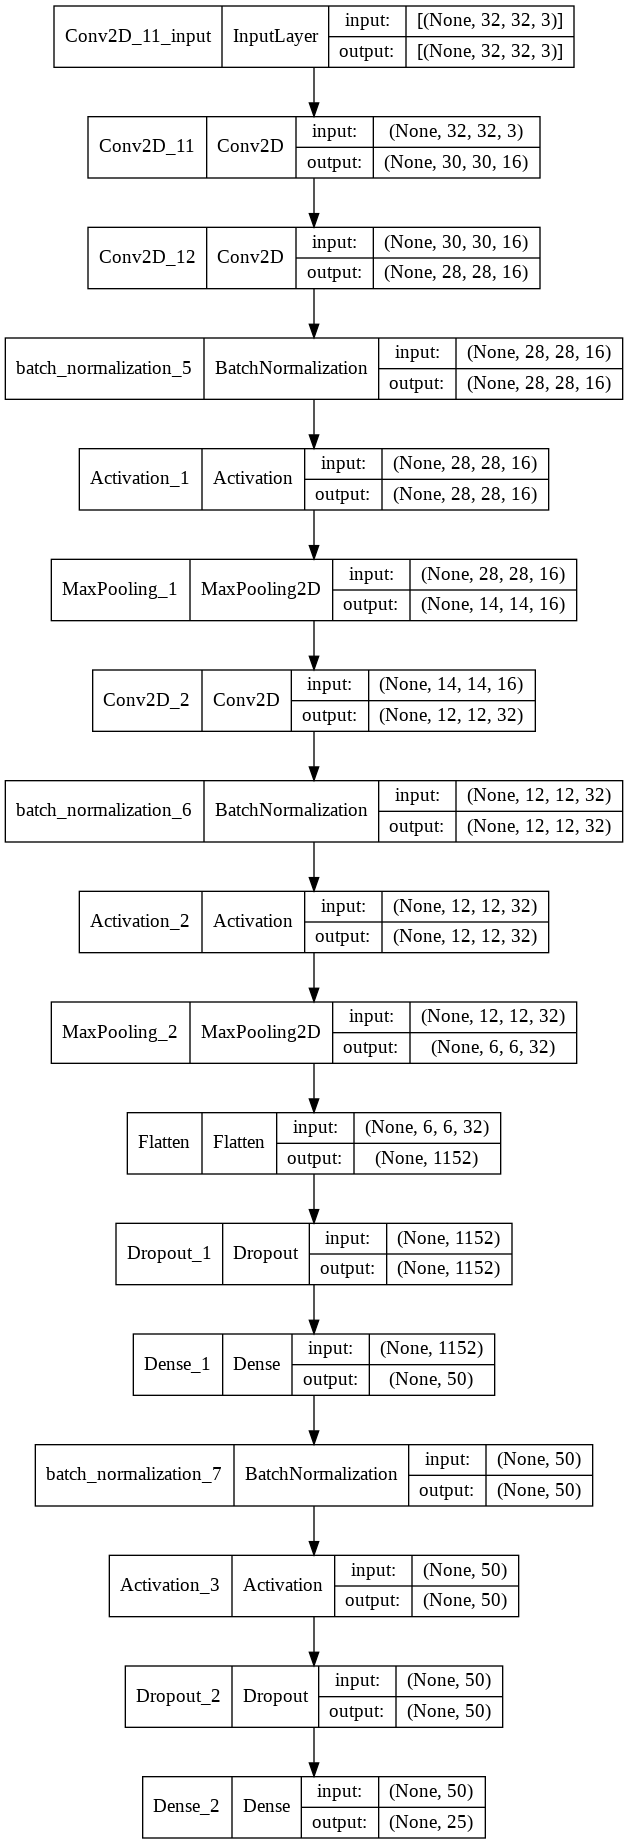 Conv2D_11_input InputLayer input: [(None, 32, 32, 3)]
output: [(None, 32, 32, 3)]
Conv2D_11 Conv2D input: (None, 32, 32, 3)
output: (None, 30, 30, 16)
Conv2D_12 Conv2D input: (None, 30, 30, 16)
output: (None, 28, 28, 16)
batch_normalization_5 BatchNormalization input: (None, 28, 28, 16)
output: (None, 28, 28, 16)
Activation_1 Activation input: (None, 28, 28, 16)
output: (None, 28, 28, 16)
MaxPooling_1 MaxPooling2D input: (None, 28, 28, 16)
output: (None, 14, 14, 16)
Conv2D_2 Conv2D input: (None, 14, 14, 16)
output: (None, 12, 12, 32)
batch_normalization_6 BatchNormalization input: (None, 12, 12, 32)
output: (None, 12, 12, 32)
Activation_2 Activation input: (None, 12, 12, 32)
output: (None, 12, 12, 32)
MaxPooling_2 MaxPooling2D input: (None, 12, 12, 32)
output: (None, 6, 6, 32)
Flatten Flatten input: (None, 6, 6, 32)
output: (None, 1152)
Dropout_1 Dropout input: (None, 1152)
output: (None, 1152)
Dense_1 Dense input: (None, 1152)
output: (None, 50)
batch_normalization_7 BatchNormalization input: (None, 50)
output: (None, 50)
Activation_3 Activation input: (None, 50)
output: (None, 50)
Dropout_2 Dropout input: (None, 50)
output: (None, 50)
Dense_2 Dense input: (None, 50)
output: (None, 25)